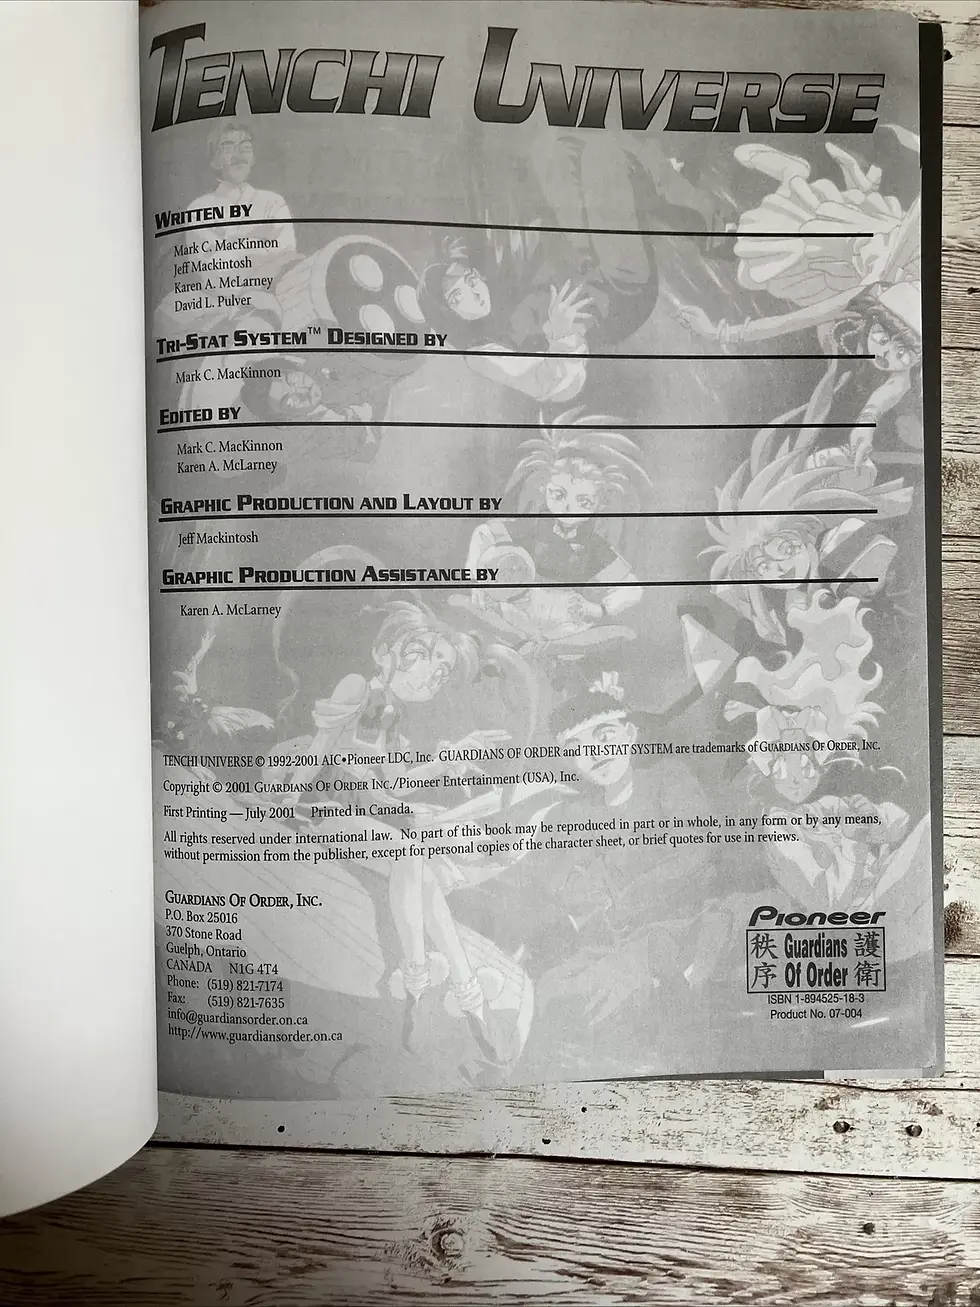 TENCHI UNIVERSE
WRITTEN BY
Mark C. MacKinnon
Jeff Mackintosh
Karen A. McLarney
David L. Pulver
TRI-STAT SYSTEM™ DESIGNED BY
Mark C. MacKinnon
EDITED BY
Mark C. MacKinnon
Karen A. McLarney
GRAPHIC PRODUCTION AND LAYOUT BY
Jeff Mackintosh
GRAPHIC PRODUCTION ASSISTANCE BY
Karen A. McLarney
TENCHI UNIVERSE © 1992-2001 AIC•Pioneer LDC, Inc. GUARDIANS OF ORDER and TRI-STAT SYSTEM are trademarks of GUARDIANS OF ORDER, INC.
Copyright © 2001 GUARDIANS OF ORDER INC./Pioneer Entertainment (USA), Inc.
First Printing — July 2001 Printed in Canada.
All rights reserved under international law. No part of this book may be reproduced in part or in whole, in any form or by any means,
without permission from the publisher, except for personal copies of the character sheet, or brief quotes for use in reviews.
GUARDIANS OF ORDER, INC.
P.O. Box 25016
370 Stone Road
Guelph, Ontario
CANADA N1G 4T4
Phone: (519) 821-7174
Fax: (519) 821-7635
info@guardiansorder.on.ca
http://www.guardiansorder.on.ca
Pioneer
秩 Guardians 護
序 Of Order 衛
ISBN 1-894525-18-3
Product No. 07-004